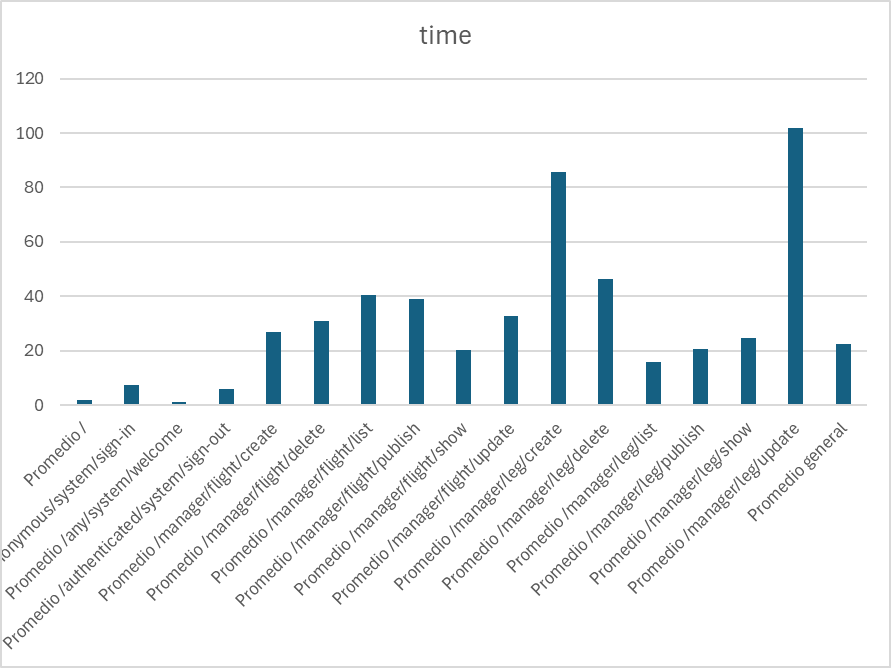 time
120
100
80
60
40
20
0
Promedio /
onymous/system/sign-in
Promedio /any/system/welcome
Promedio /authenticated/system/sign-out
Promedio /manager/flight/create
Promedio /manager/flight/delete
Promedio /manager/flight/list
Promedio /manager/flight/publish
Promedio /manager/flight/show
Promedio /manager/flight/update
Promedio /manager/leg/create
Promedio /manager/leg/delete
Promedio /manager/leg/list
Promedio /manager/leg/publish
Promedio /manager/leg/show
Promedio /manager/leg/update
Promedio general